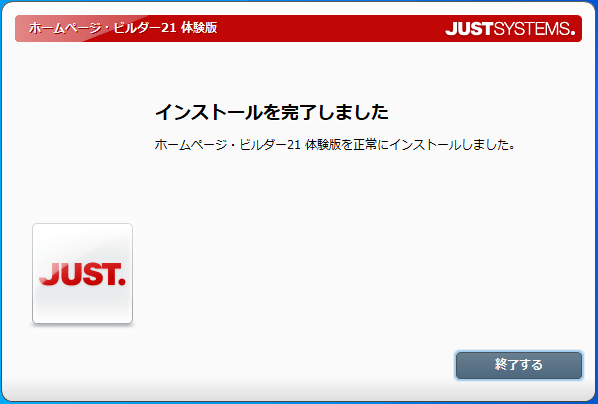 ホームページ・ビルダー21 体験版
JUSTSYSTEMS.
インストールを完了しました
ホームページ・ビルダー21 体験版を正常にインストールしました。
JUST.
終了する